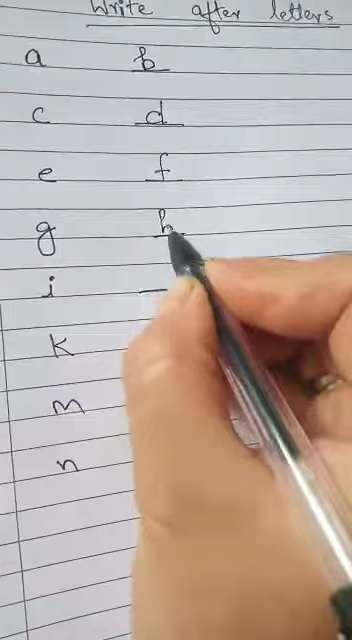 Write after letters
a b
c d
e f
g h
i
k
m
n